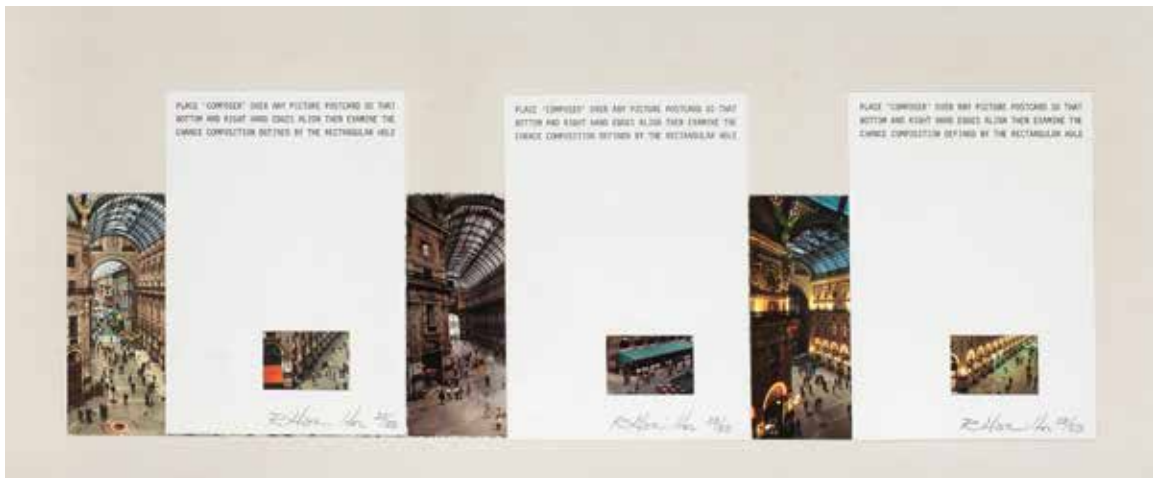 PLACE 'COMPOSER' OVER ANY PICTURE POSTCARD SO THAT
BOTTOM AND RIGHT HAND EDGES ALIGN THEN EXAMINE THE
CHANCE COMPOSITION DEFINED BY THE RECTANGULAR HOLE
PLACE 'COMPOSER' OVER ANY PICTURE POSTCARD SO THAT
BOTTOM AND RIGHT HAND EDGES ALIGN THEN EXAMINE THE
CHANCE COMPOSITION DEFINED BY THE RECTANGULAR HOLE
PLACE 'COMPOSER' OVER ANY PICTURE POSTCARD SO THAT
BOTTOM AND RIGHT HAND EDGES ALIGN THEN EXAMINE THE
CHANCE COMPOSITION DEFINED BY THE RECTANGULAR HOLE